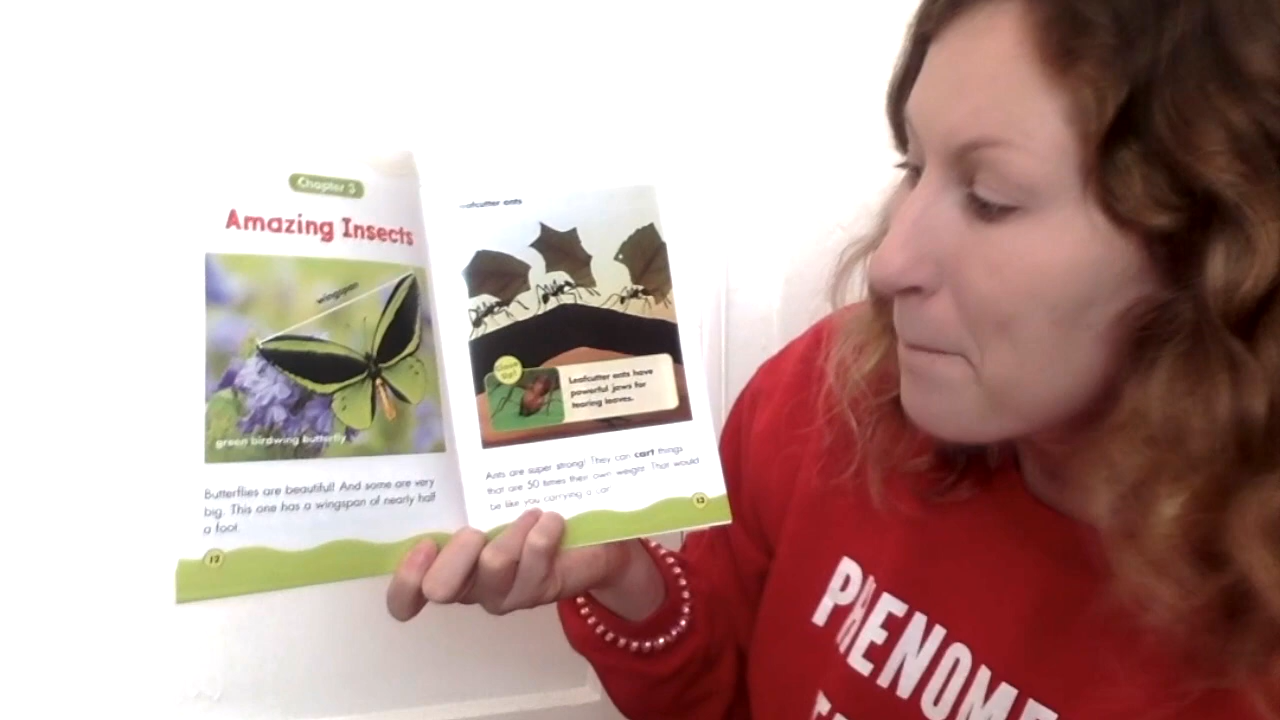 Chapter 3
Amazing Insects
wingspan
green birdwing butterfly
Butterflies are beautiful! And some are very
big. This one has a wingspan of nearly half
a foot.
12
leafcutter ants
Close
Up!
Leafcutter ants have
powerful jaws for
tearing leaves.
Ants are super strong! They can cart things
that are 50 times their own weight. That would
be like you carrying a car.
13